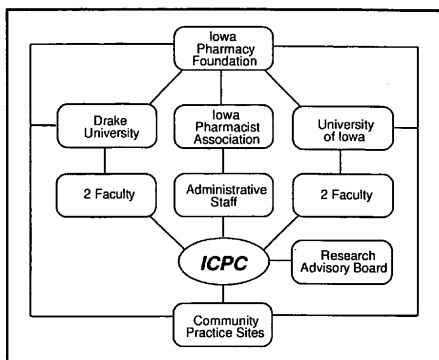 Iowa
Pharmacy
Foundation
Drake
University
Iowa
Pharmacist
Association
University
of Iowa
2 Faculty
Administrative
Staff
2 Faculty
ICPC
Research
Advisory Board
Community
Practice Sites